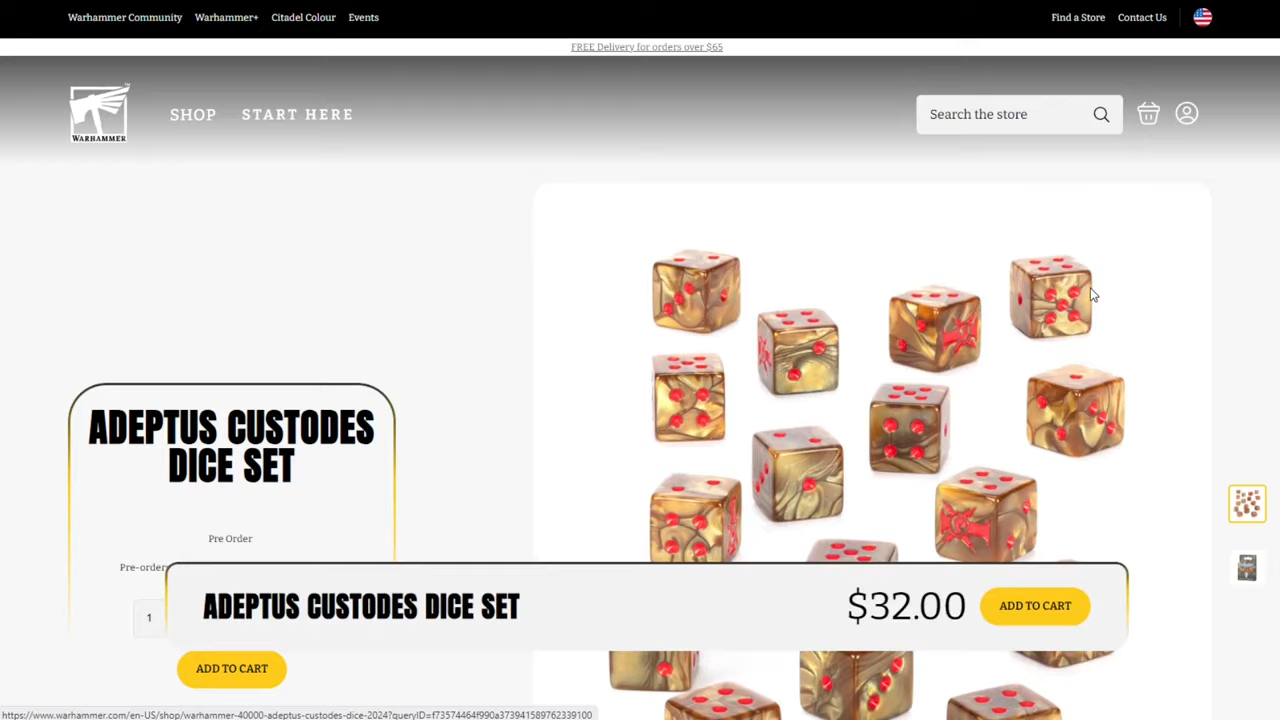 Warhammer Community Warhammer+ Citadel Colour Events Find a Store Contact Us
FREE Delivery for orders over $65
WARHAMMER
SHOP START HERE
Search the store
ADEPTUS CUSTODES
DICE SET
Pre Order
Pre-order
1
ADEPTUS CUSTODES DICE SET $32.00 ADD TO CART
ADD TO CART
https://www.warhammer.com/en-US/shop/warhammer-40000-adeptus-custodes-dice-2024?queryID=f73574464f990a373941589762339100